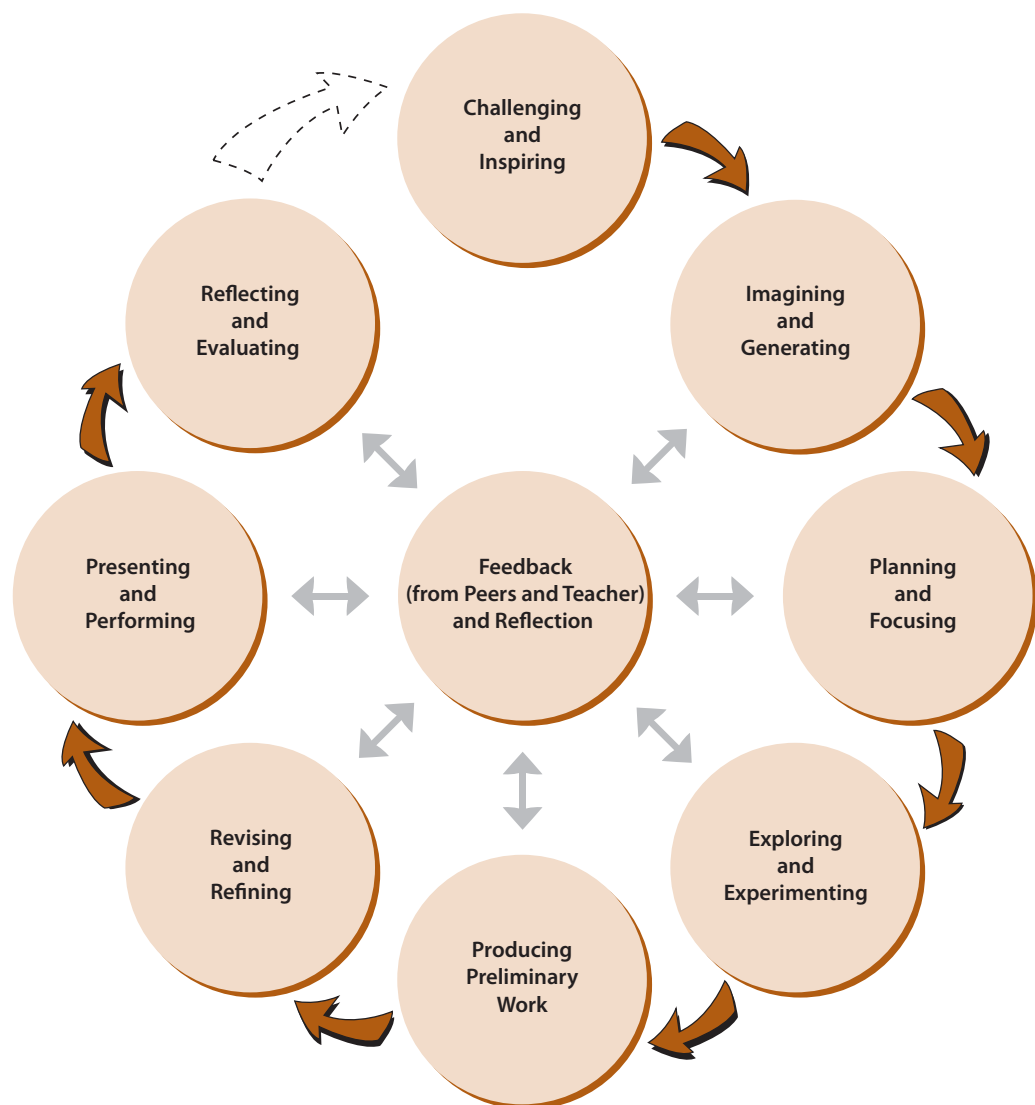 Challenging
and
Inspiring
Imagining
and
Generating
Planning
and
Focusing
Exploring
and
Experimenting
Producing
Preliminary
Work
Revising
and
Refining
Presenting
and
Performing
Reflecting
and
Evaluating
Feedback
(from Peers and Teacher)
and Reflection